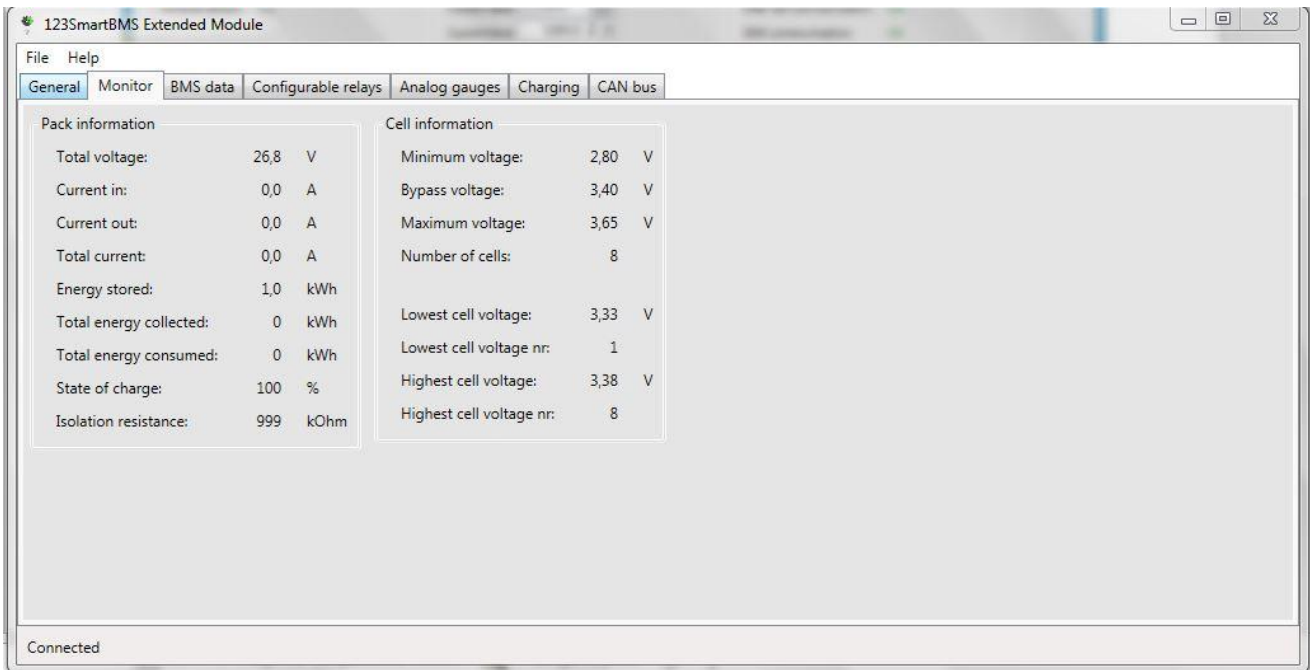 123SmartBMS Extended Module
File Help
General Monitor BMS data Configurable relays Analog gauges Charging CAN bus
Pack information
Total voltage: 26,8 V
Current in: 0,0 A
Current out: 0,0 A
Total current: 0,0 A
Energy stored: 1,0 kWh
Total energy collected: 0 kWh
Total energy consumed: 0 kWh
State of charge: 100 %
Isolation resistance: 999 kOhm
Cell information
Minimum voltage: 2,80 V
Bypass voltage: 3,40 V
Maximum voltage: 3,65 V
Number of cells: 8
Lowest cell voltage: 3,33 V
Lowest cell voltage nr: 1
Highest cell voltage: 3,38 V
Highest cell voltage nr: 8
Connected